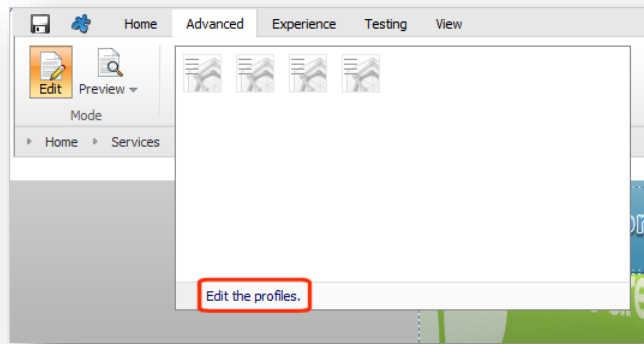 Home Advanced Experience Testing View
Edit Preview
Mode
Home Services
Edit the profiles.